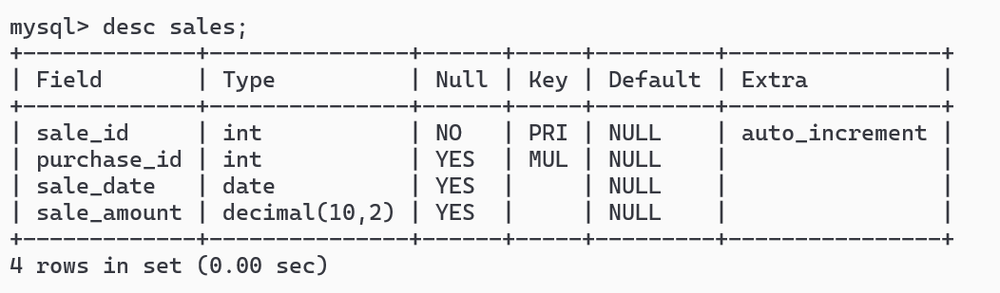 mysql> desc sales;
+-------------+---------------+------+-----+---------+----------------+
| Field       | Type          | Null | Key | Default | Extra          |
+-------------+---------------+------+-----+---------+----------------+
| sale_id     | int           | NO   | PRI | NULL    | auto_increment |
| purchase_id | int           | YES  | MUL | NULL    |                |
| sale_date   | date          | YES  |     | NULL    |                |
| sale_amount | decimal(10,2) | YES  |     | NULL    |                |
+-------------+---------------+------+-----+---------+----------------+
4 rows in set (0.00 sec)